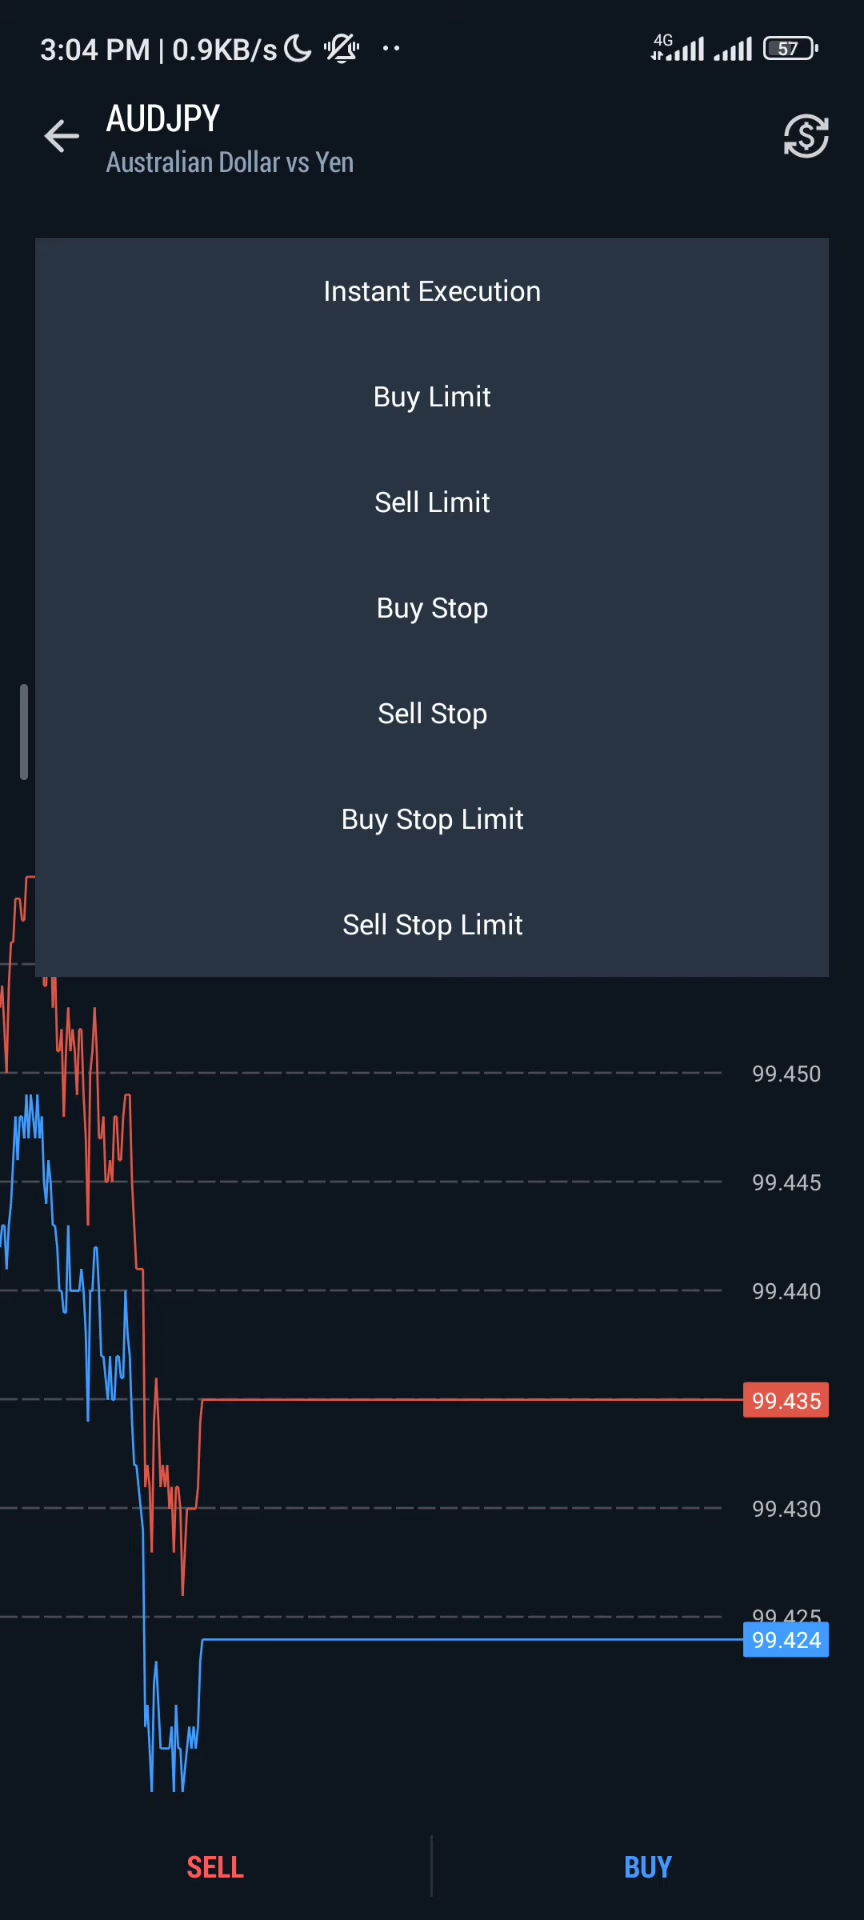 3:04 PM | 0.9KB/s
4G
57
AUDJPY
Australian Dollar vs Yen
Instant Execution
Buy Limit
Sell Limit
Buy Stop
Sell Stop
Buy Stop Limit
Sell Stop Limit
99.450
99.445
99.440
99.435
99.430
99.425
99.424
SELL
BUY